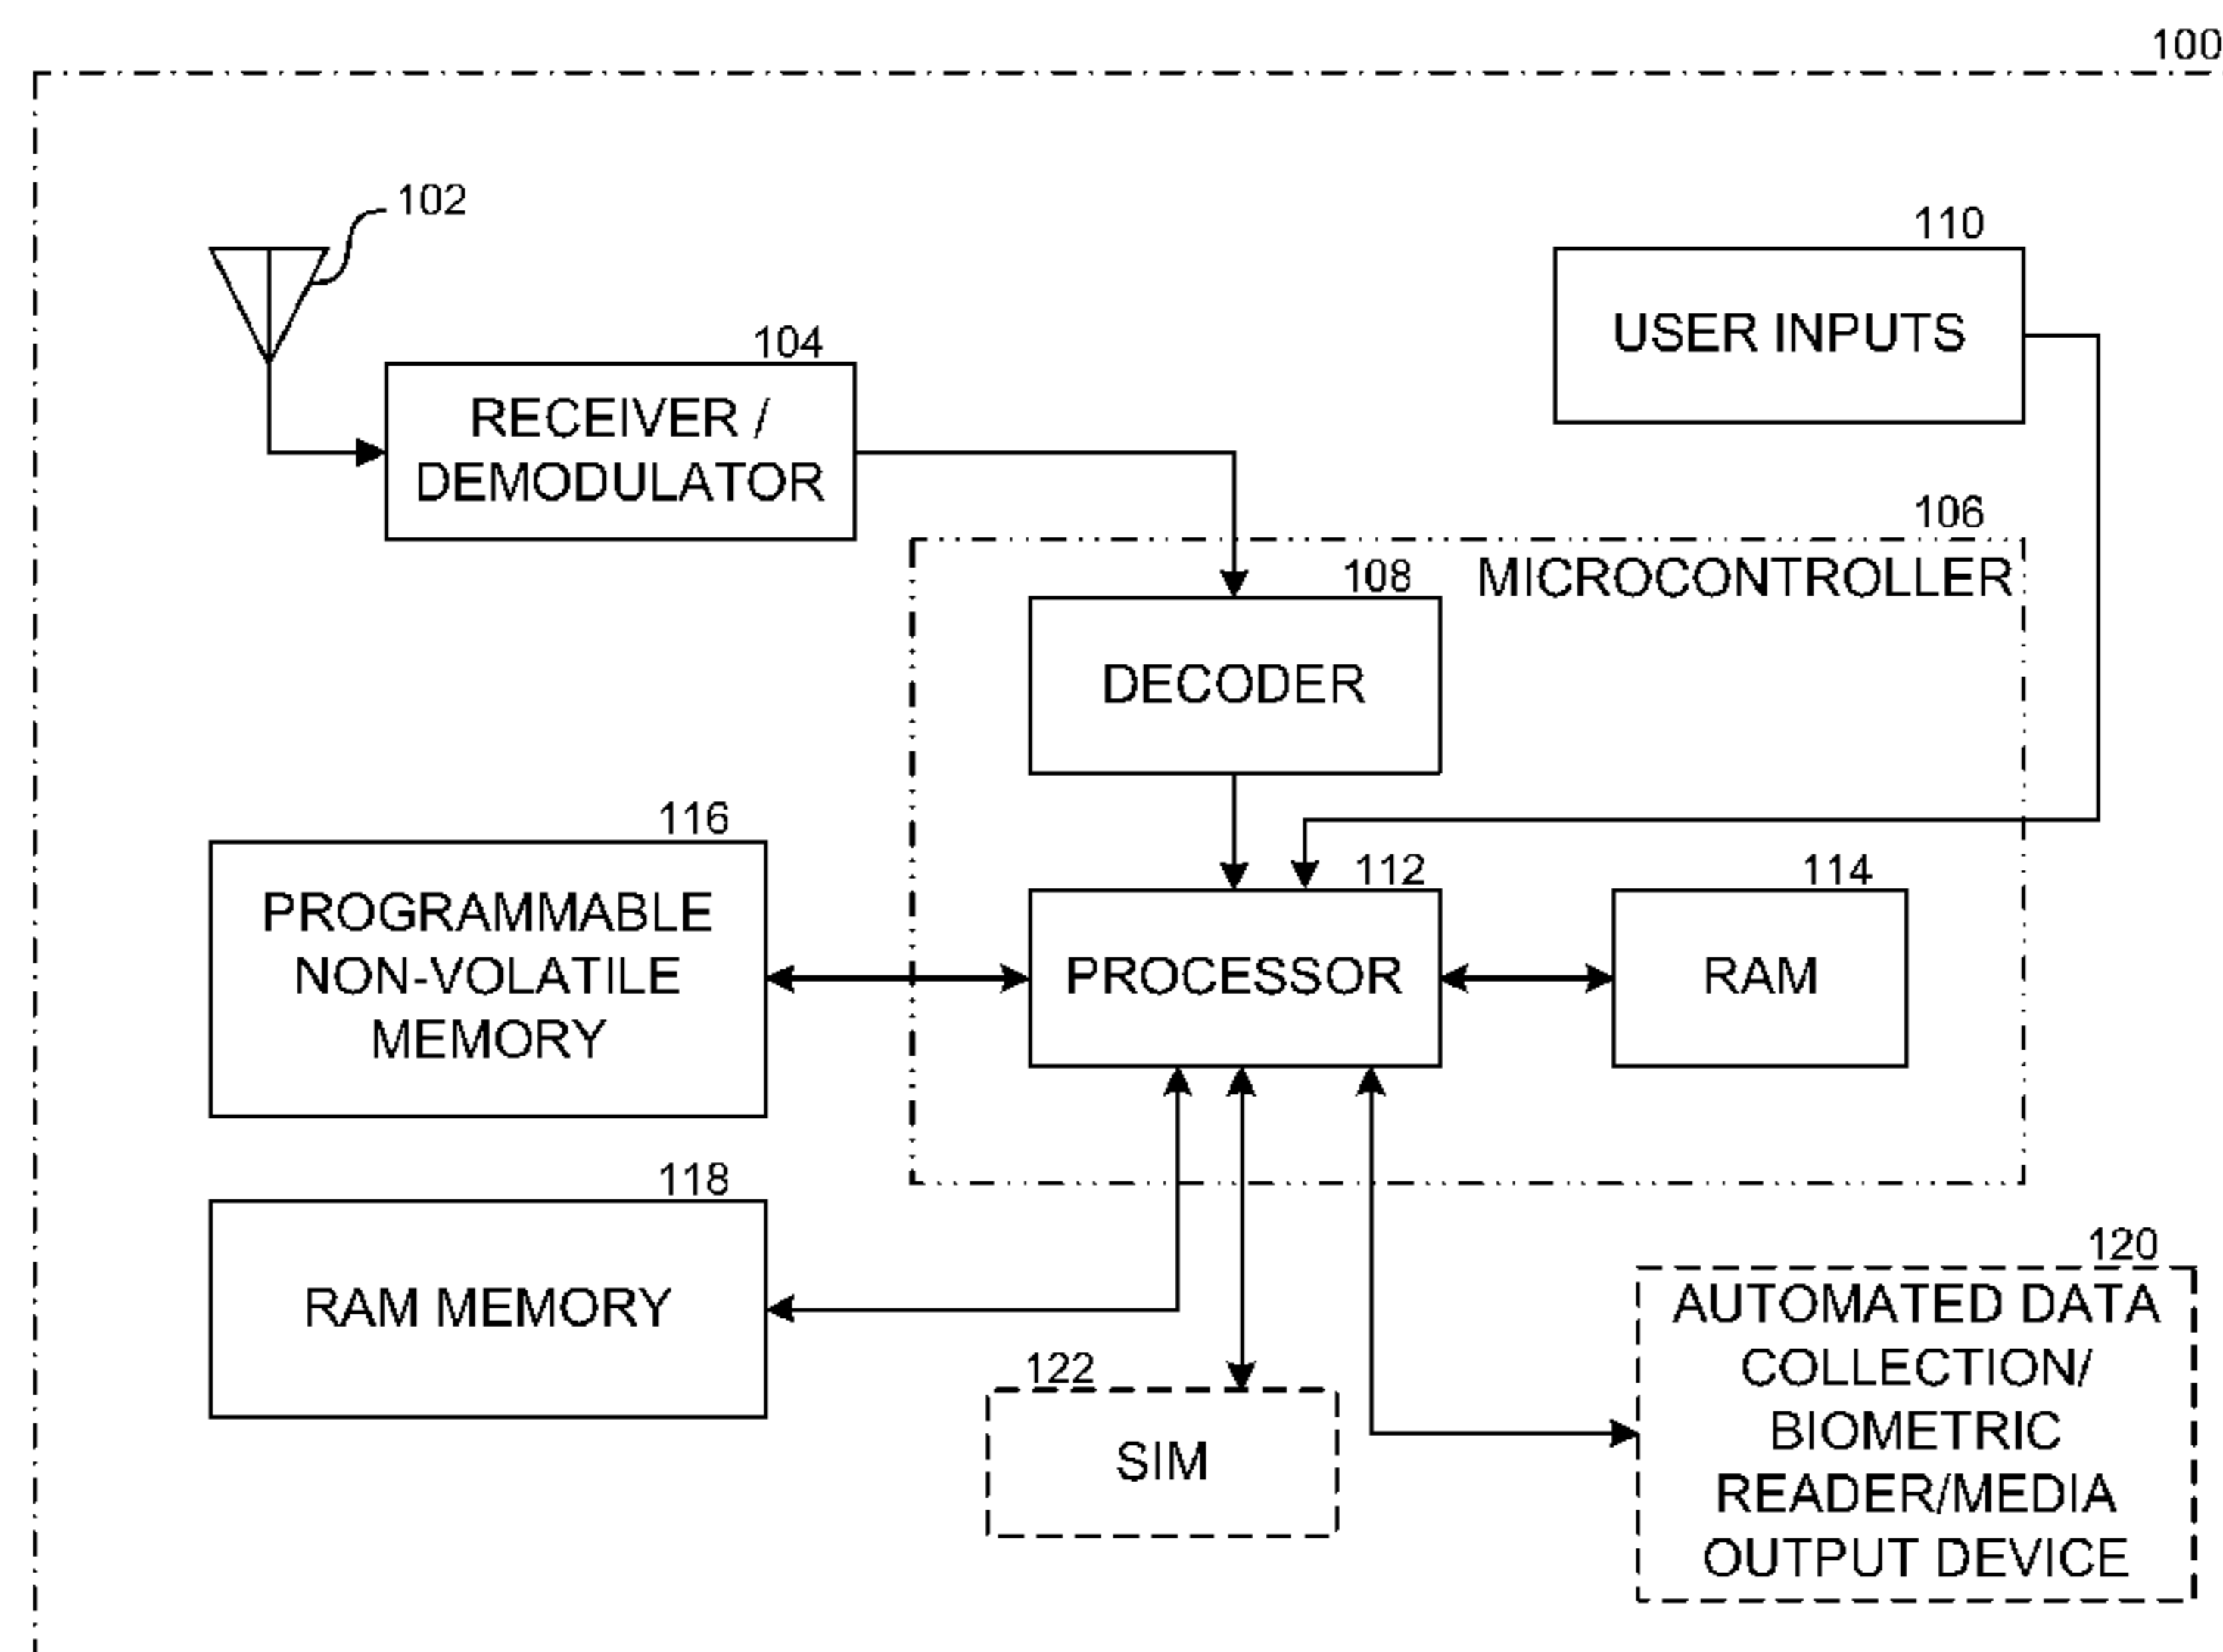 100
102
110
USER INPUTS
104
RECEIVER /
DEMODULATOR
106
MICROCONTROLLER
108
DECODER
116
PROGRAMMABLE
NON-VOLATILE
MEMORY
112
PROCESSOR
114
RAM
118
RAM MEMORY
122
SIM
120
AUTOMATED DATA
COLLECTION/
BIOMETRIC
READER/MEDIA
OUTPUT DEVICE